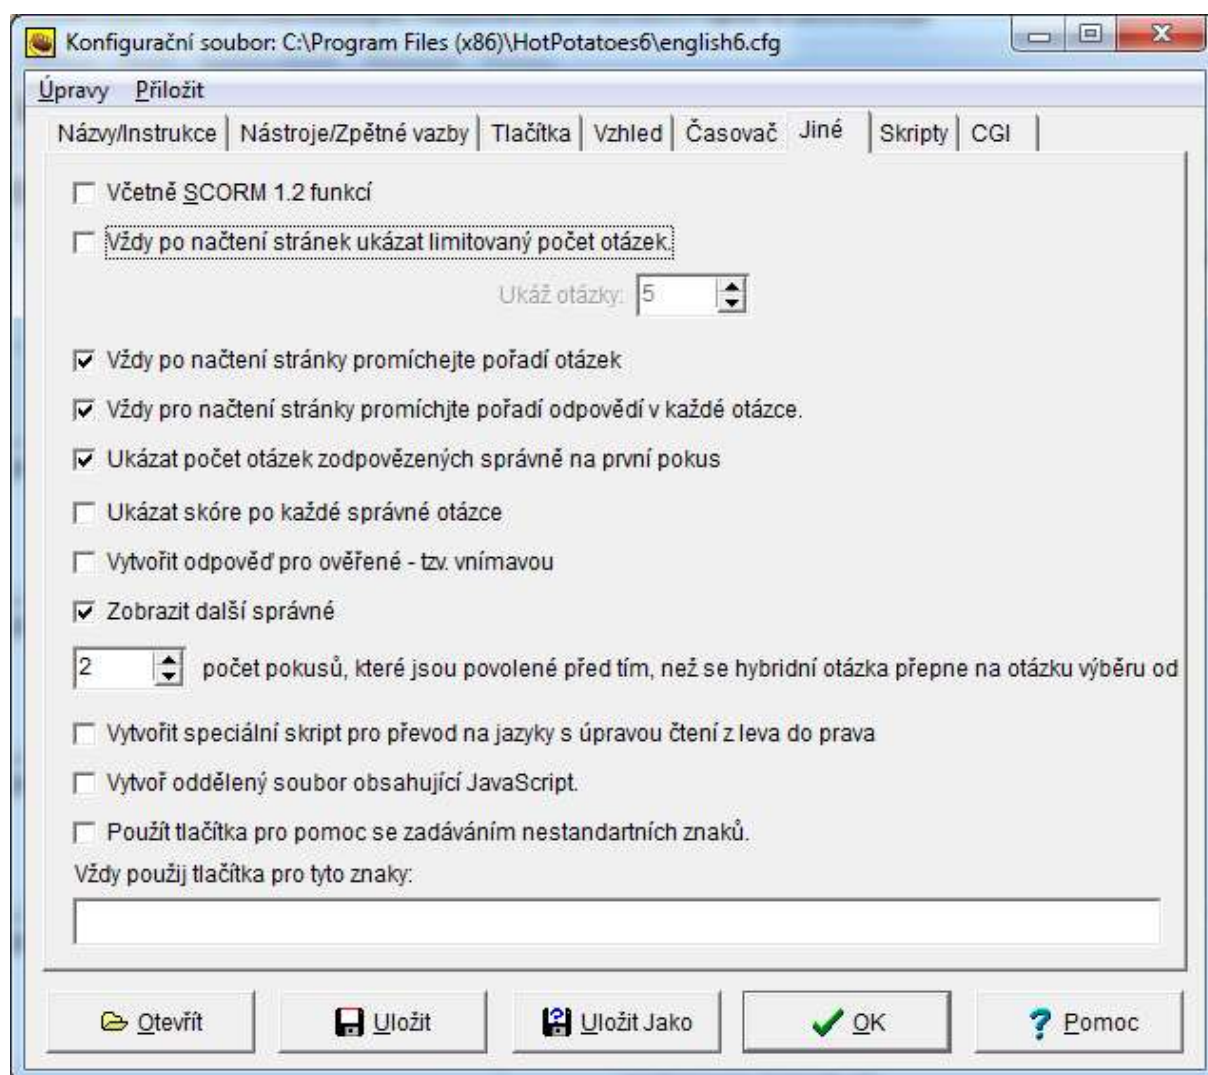 Konfigurační soubor: C:\Program Files (x86)\HotPotatoes6\english6.cfg
Úpravy Přiložit
Názvy/Instrukce Nástroje/Zpětné vazby Tlačítka Vzhled Časovač Jiné Skripty CGI
Včetně SCORM 1.2 funkcí
Vždy po načtení stránek ukázat limitovaný počet otázek.
Ukáž otázky: 5
Vždy po načtení stránky promíchejte pořadí otázek
Vždy pro načtení stránky promíchjte pořadí odpovědí v každé otázce.
Ukázat počet otázek zodpovězených správně na první pokus
Ukázat skóre po každé správné otázce
Vytvořit odpověď pro ověřené - tzv. vnímavou
Zobrazit další správné
2 počet pokusů, které jsou povolené před tím, než se hybridní otázka přepne na otázku výběru od
Vytvořit speciální skript pro převod na jazyky s úpravou čtení z leva do prava
Vytvoř oddělený soubor obsahující JavaScript.
Použít tlačítka pro pomoc se zadáváním nestandartních znaků.
Vždy použij tlačítka pro tyto znaky:
Otevřít Uložit Uložit Jako OK Pomoc